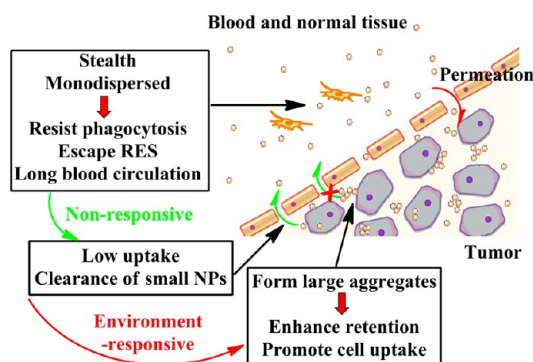 Blood and normal tissue
Stealth
Monodispersed
Resist phagocytosis
Escape RES
Long blood circulation
Permeation
Non-responsive
Low uptake
Clearance of small NPs
Tumor
Form large aggregates
Enhance retention
Promote cell uptake
Environment
-responsive